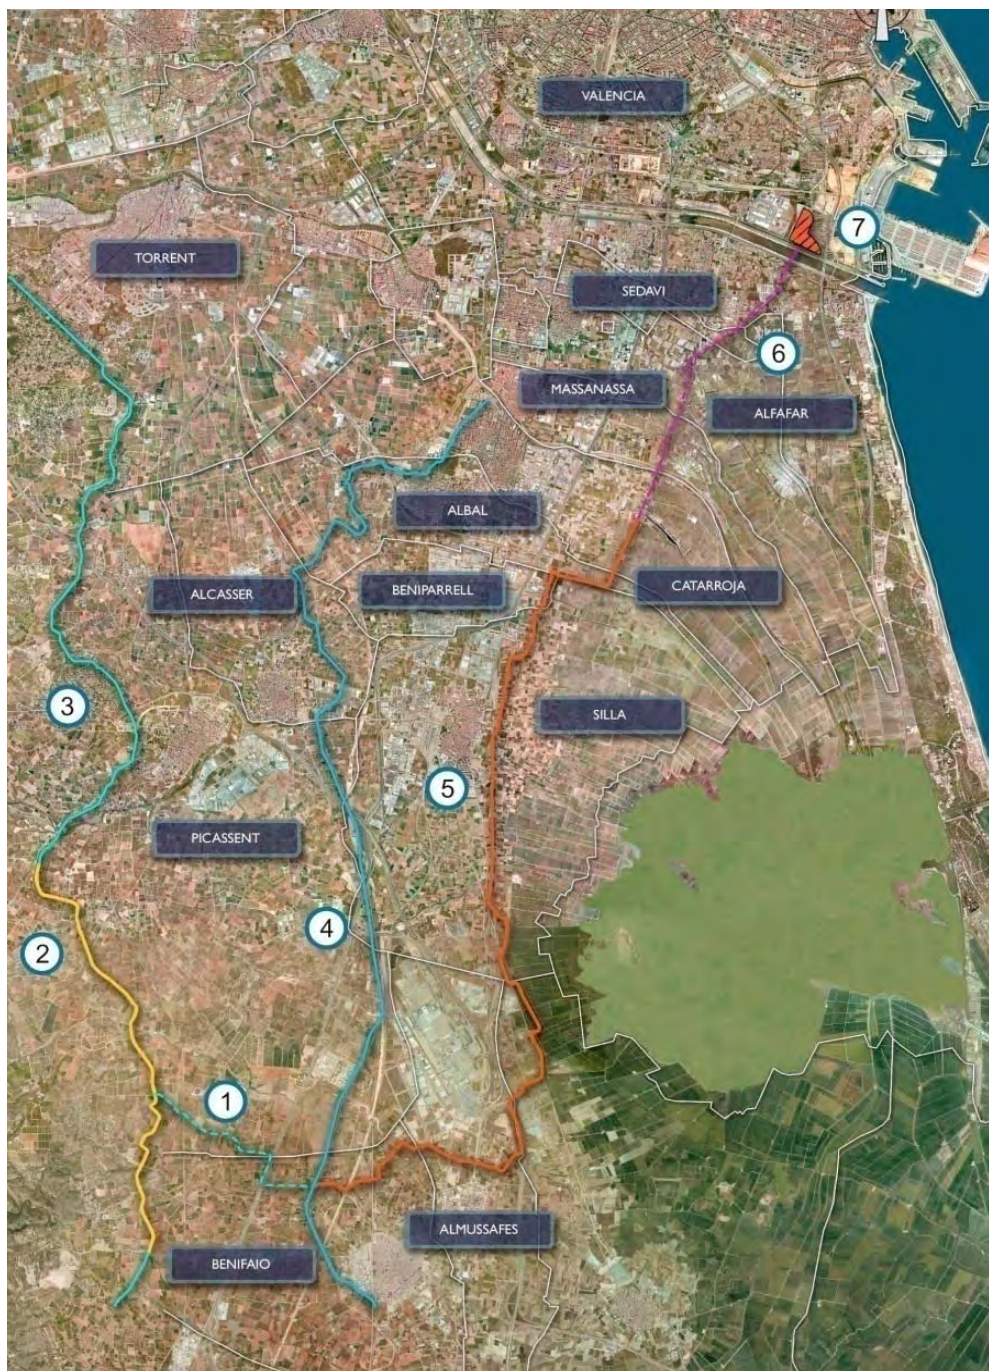 VALENCIA
7
TORRENT
SEDAVI
6
MASSANASSA
ALFAFAR
ALBAL
ALCASSER
BENIPARRELL
CATARROJA
3
SILLA
5
PICASSENT
4
2
1
ALMUSSAFES
BENIFAIO